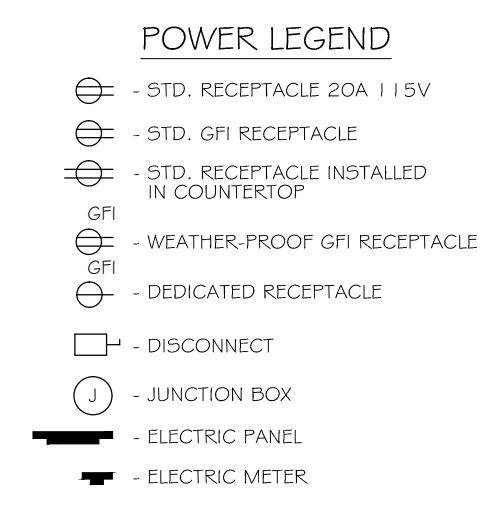 POWER LEGEND
- STD. RECEPTACLE 20A 115V
- STD. GFI RECEPTACLE
- STD. RECEPTACLE INSTALLED
IN COUNTERTOP
GFI
- WEATHER-PROOF GFI RECEPTACLE
GFI
- DEDICATED RECEPTACLE
- DISCONNECT
J - JUNCTION BOX
- ELECTRIC PANEL
- ELECTRIC METER